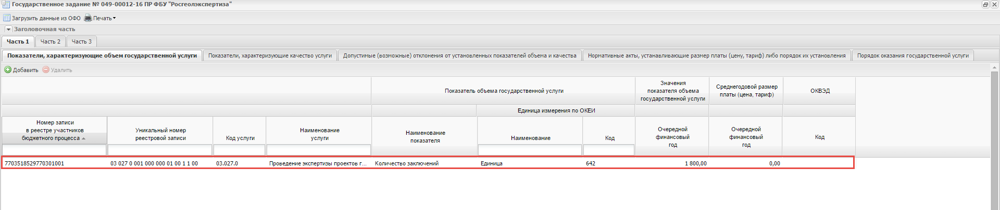 Государственное задание № 049-00012-16 ПР ФБУ "Росгеолэкспертиза"
Загрузить данные из ОФО Печать
Заголовочная часть
Часть 1 Часть 2 Часть 3
Показатели, характеризующие объем государственной услуги Показатели, характеризующие качество услуги Допустимые (возможные) отклонения от установленных показателей объема и качества Нормативные акты, устанавливающие размер платы (цену, тариф) либо порядок их установления Порядок оказания государственной услуги
Добавить Удалить
Показатель объема государственной услуги
Значения
показателя объема
государственной услуги
Среднегодовой размер
платы (цена, тариф)
ОКВЭД
Единица измерения по ОКЕИ
Номер записи
в реестре участников
бюджетного процесса
Уникальный номер
реестровой записи
Код услуги
Наименование
услуги
Наименование
показателя
Наименование
Код
Очередной
финансовый
год
Очередной
финансовый
год
Код
7703518529770301001 03 027 0 001 000 000 01 00 1 1 00 03.027.0 Проведение экспертизы проектов г... Количество заключений Единица 642 1 800,00 0,00